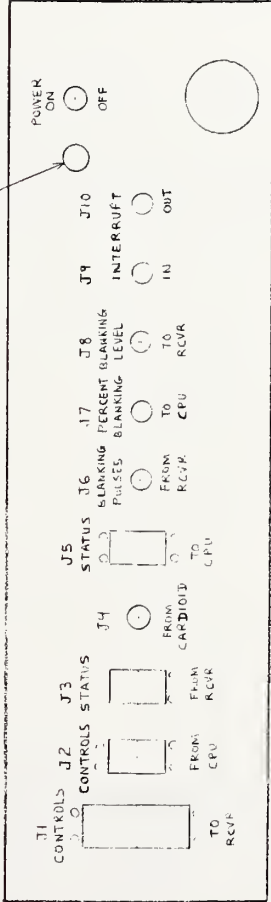 J1
CONTROLS
TO
RCVR
J2
CONTROLS
FROM
CPU
J3
STATUS
FROM
RCVR
J4
FROM
CARDIOID
J5
STATUS
TO
CPU
J6
BLANKING
PULSES
FROM
RCVR
J7
PERCENT
BLANKING
TO
CPU
J8
BLANKING
LEVEL
TO
RCVR
J9
J10
INTERRUPT
IN
OUT
POWER
ON
OFF